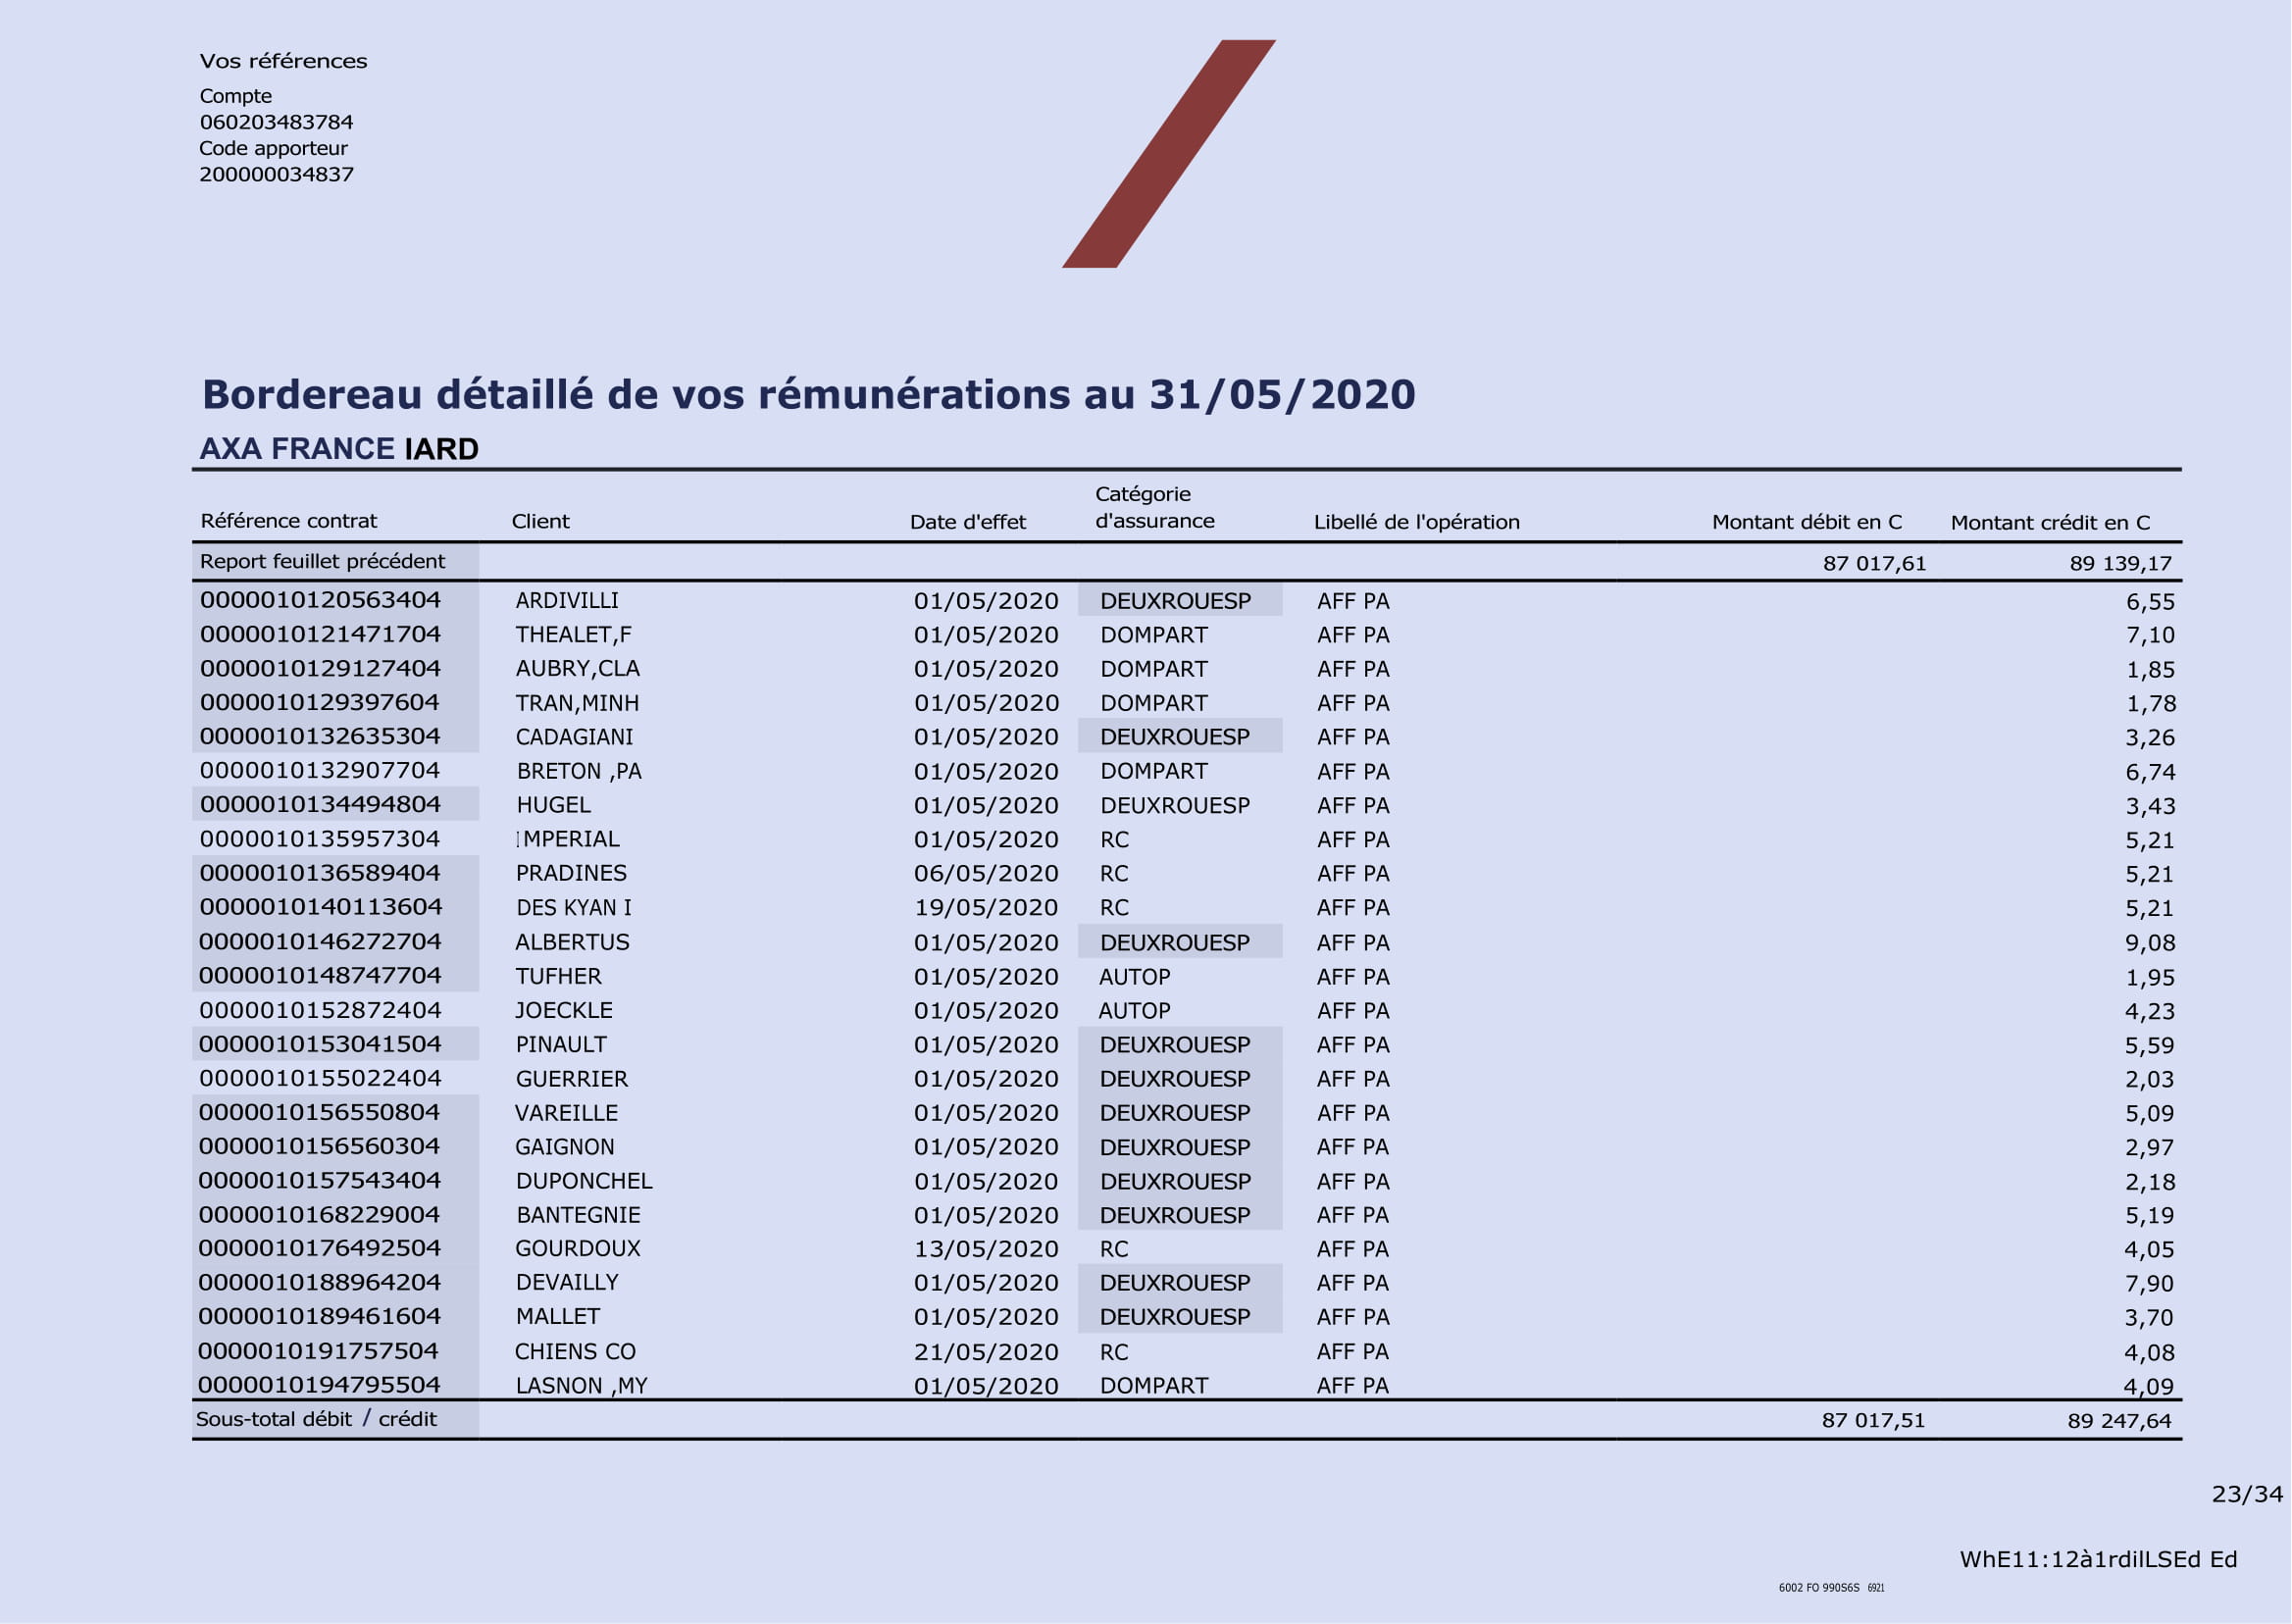 Vos références
Compte
060203483784
Code apporteur
200000034837
Bordereau détaillé de vos rémunérations au 31/05/2020
AXA FRANCE IARD
Référence contrat Client Date d'effet Catégorie d'assurance Libellé de l'opération Montant débit en C Montant crédit en C
Report feuillet précédent 87 017,61 89 139,17
0000010120563404 ARDIVILLI 01/05/2020 DEUXROUESP AFF PA 6,55
0000010121471704 THEALET,F 01/05/2020 DOMPART AFF PA 7,10
0000010129127404 AUBRY,CLA 01/05/2020 DOMPART AFF PA 1,85
0000010129397604 TRAN,MINH 01/05/2020 DOMPART AFF PA 1,78
0000010132635304 CADAGIANI 01/05/2020 DEUXROUESP AFF PA 3,26
0000010132907704 BRETON ,PA 01/05/2020 DOMPART AFF PA 6,74
0000010134494804 HUGEL 01/05/2020 DEUXROUESP AFF PA 3,43
0000010135957304 IMPERIAL 01/05/2020 RC AFF PA 5,21
0000010136589404 PRADINES 06/05/2020 RC AFF PA 5,21
0000010140113604 DES KYAN I 19/05/2020 RC AFF PA 5,21
0000010146272704 ALBERTUS 01/05/2020 DEUXROUESP AFF PA 9,08
0000010148747704 TUFHER 01/05/2020 AUTOP AFF PA 1,95
0000010152872404 JOECKLE 01/05/2020 AUTOP AFF PA 4,23
0000010153041504 PINAULT 01/05/2020 DEUXROUESP AFF PA 5,59
0000010155022404 GUERRIER 01/05/2020 DEUXROUESP AFF PA 2,03
0000010156550804 VAREILLE 01/05/2020 DEUXROUESP AFF PA 5,09
0000010156560304 GAIGNON 01/05/2020 DEUXROUESP AFF PA 2,97
0000010157543404 DUPONCHEL 01/05/2020 DEUXROUESP AFF PA 2,18
0000010168229004 BANTEGNIE 01/05/2020 DEUXROUESP AFF PA 5,19
0000010176492504 GOURDOUX 13/05/2020 RC AFF PA 4,05
0000010188964204 DEVAILLY 01/05/2020 DEUXROUESP AFF PA 7,90
0000010189461604 MALLET 01/05/2020 DEUXROUESP AFF PA 3,70
0000010191757504 CHIENS CO 21/05/2020 RC AFF PA 4,08
0000010194795504 LASNON ,MY 01/05/2020 DOMPART AFF PA 4,09
Sous-total débit / crédit 87 017,51 89 247,64
23/34
WhE11:12à1rdilLSEd Ed
6002 FO 990S6S 6921